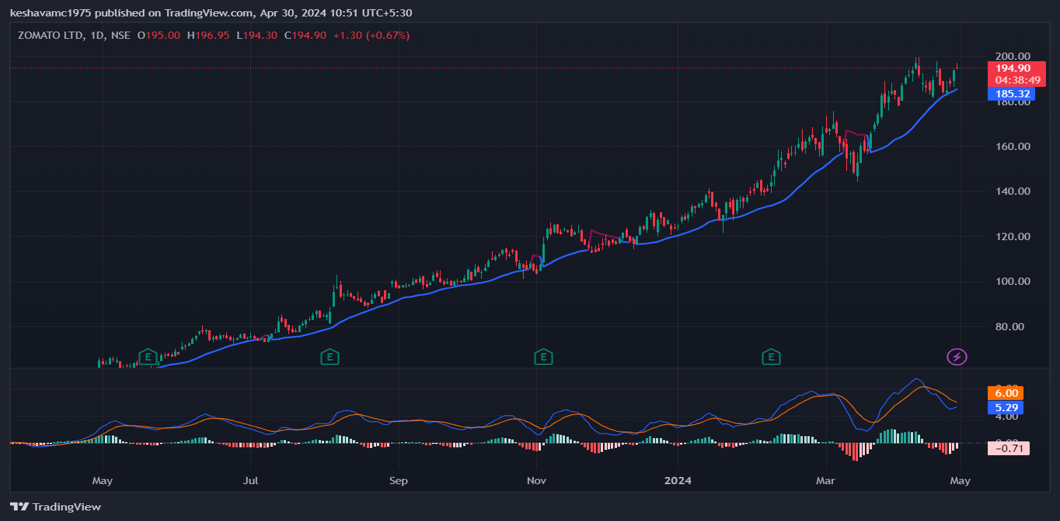 keshavamc1975 published on TradingView.com, Apr 30, 2024 10:51 UTC+5:30
ZOMATO LTD, 1D, NSE O195.00 H196.95 L194.30 C194.90 +1.30 (+0.67%)
200.00
194.90
04:38:49
185.32
180.00
160.00
140.00
120.00
100.00
80.00
E E E E
6.00
5.29
4.00
−0.71
May Jul Sep Nov 2024 Mar May
TradingView